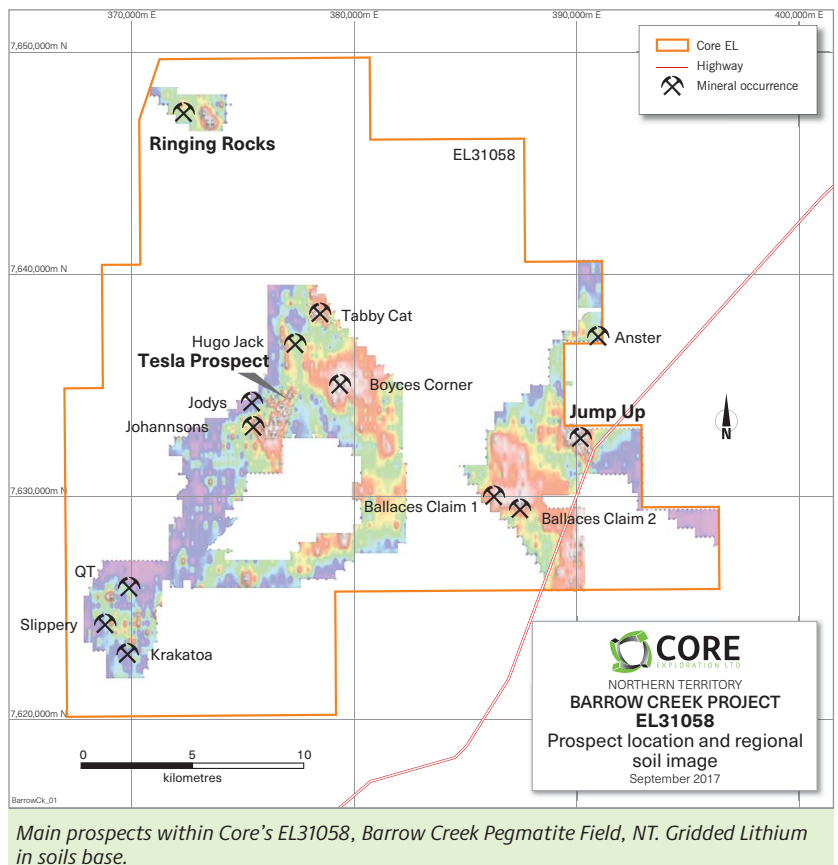 370,000m E
380,000m E
390,000m E
400,000m E
7,650,000m N
Core EL
Highway
Mineral occurrence
Ringing Rocks
EL31058
7,640,000m N
Tabby Cat
Hugo Jack
Tesla Prospect
Anster
Boyces Corner
Jodys
Johannsons
Jump Up
N
7,630,000m N
Ballaces Claim 1
Ballaces Claim 2
QT
Slippery
Krakatoa
7,620,000m N
0 5 10
kilometres
BarrowCk_01
CORE
EXPLORATION LTD
NORTHERN TERRITORY
BARROW CREEK PROJECT
EL31058
Prospect location and regional
soil image
September 2017
Main prospects within Core's EL31058, Barrow Creek Pegmatite Field, NT. Gridded Lithium
in soils base.